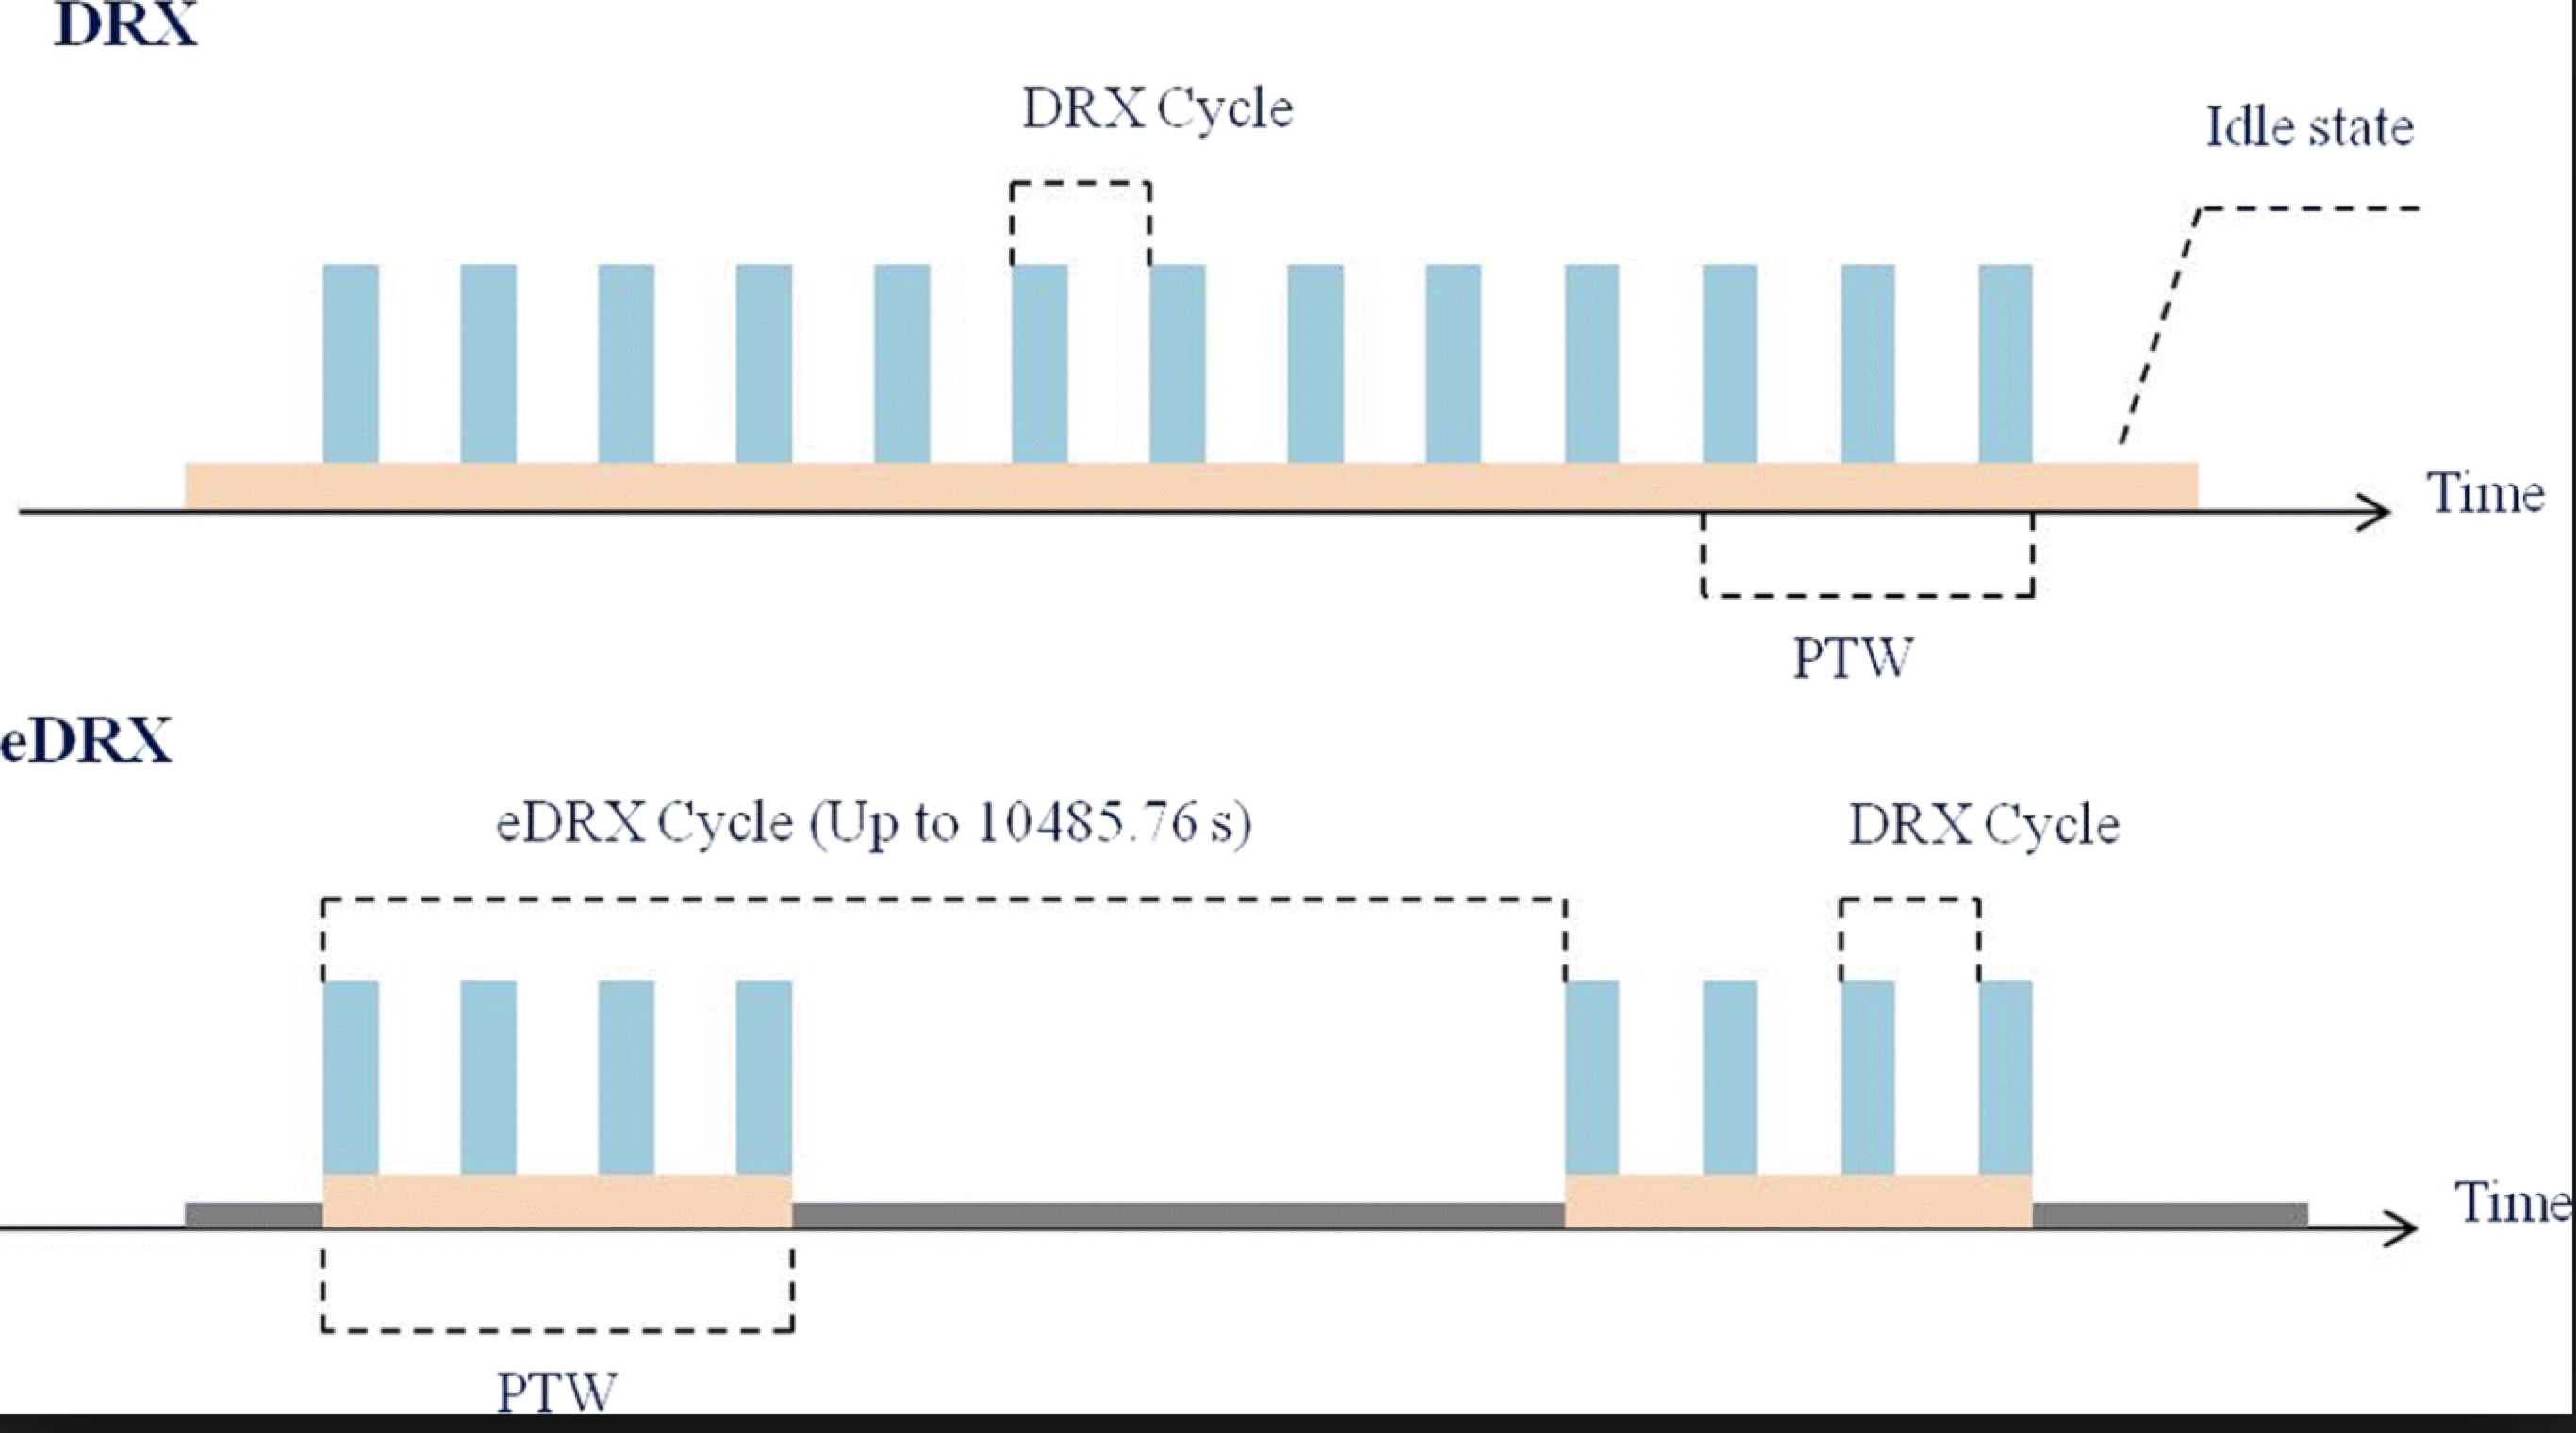 DRX
DRX Cycle
Idle state
Time
PTW
eDRX
eDRX Cycle (Up to 10485.76 s)
DRX Cycle
Time
PTW